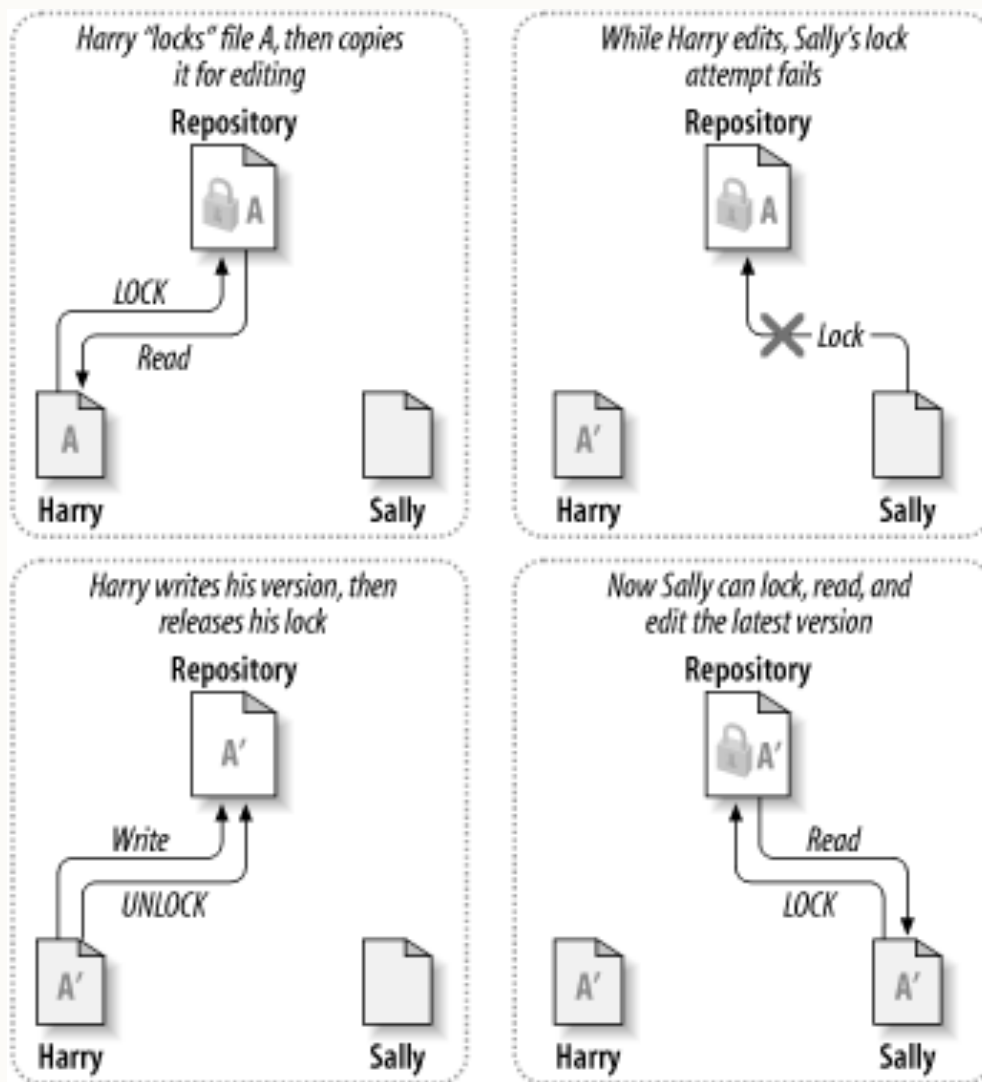 Harry “locks” file A, then copies
it for editing
Repository
A
LOCK
Read
A
Harry
Sally
While Harry edits, Sally’s lock
attempt fails
Repository
A
Lock
A’
Harry
Sally
Harry writes his version, then
releases his lock
Repository
A’
Write
UNLOCK
A’
Harry
Sally
Now Sally can lock, read, and
edit the latest version
Repository
A’
Read
LOCK
A’
A’
Harry
Sally